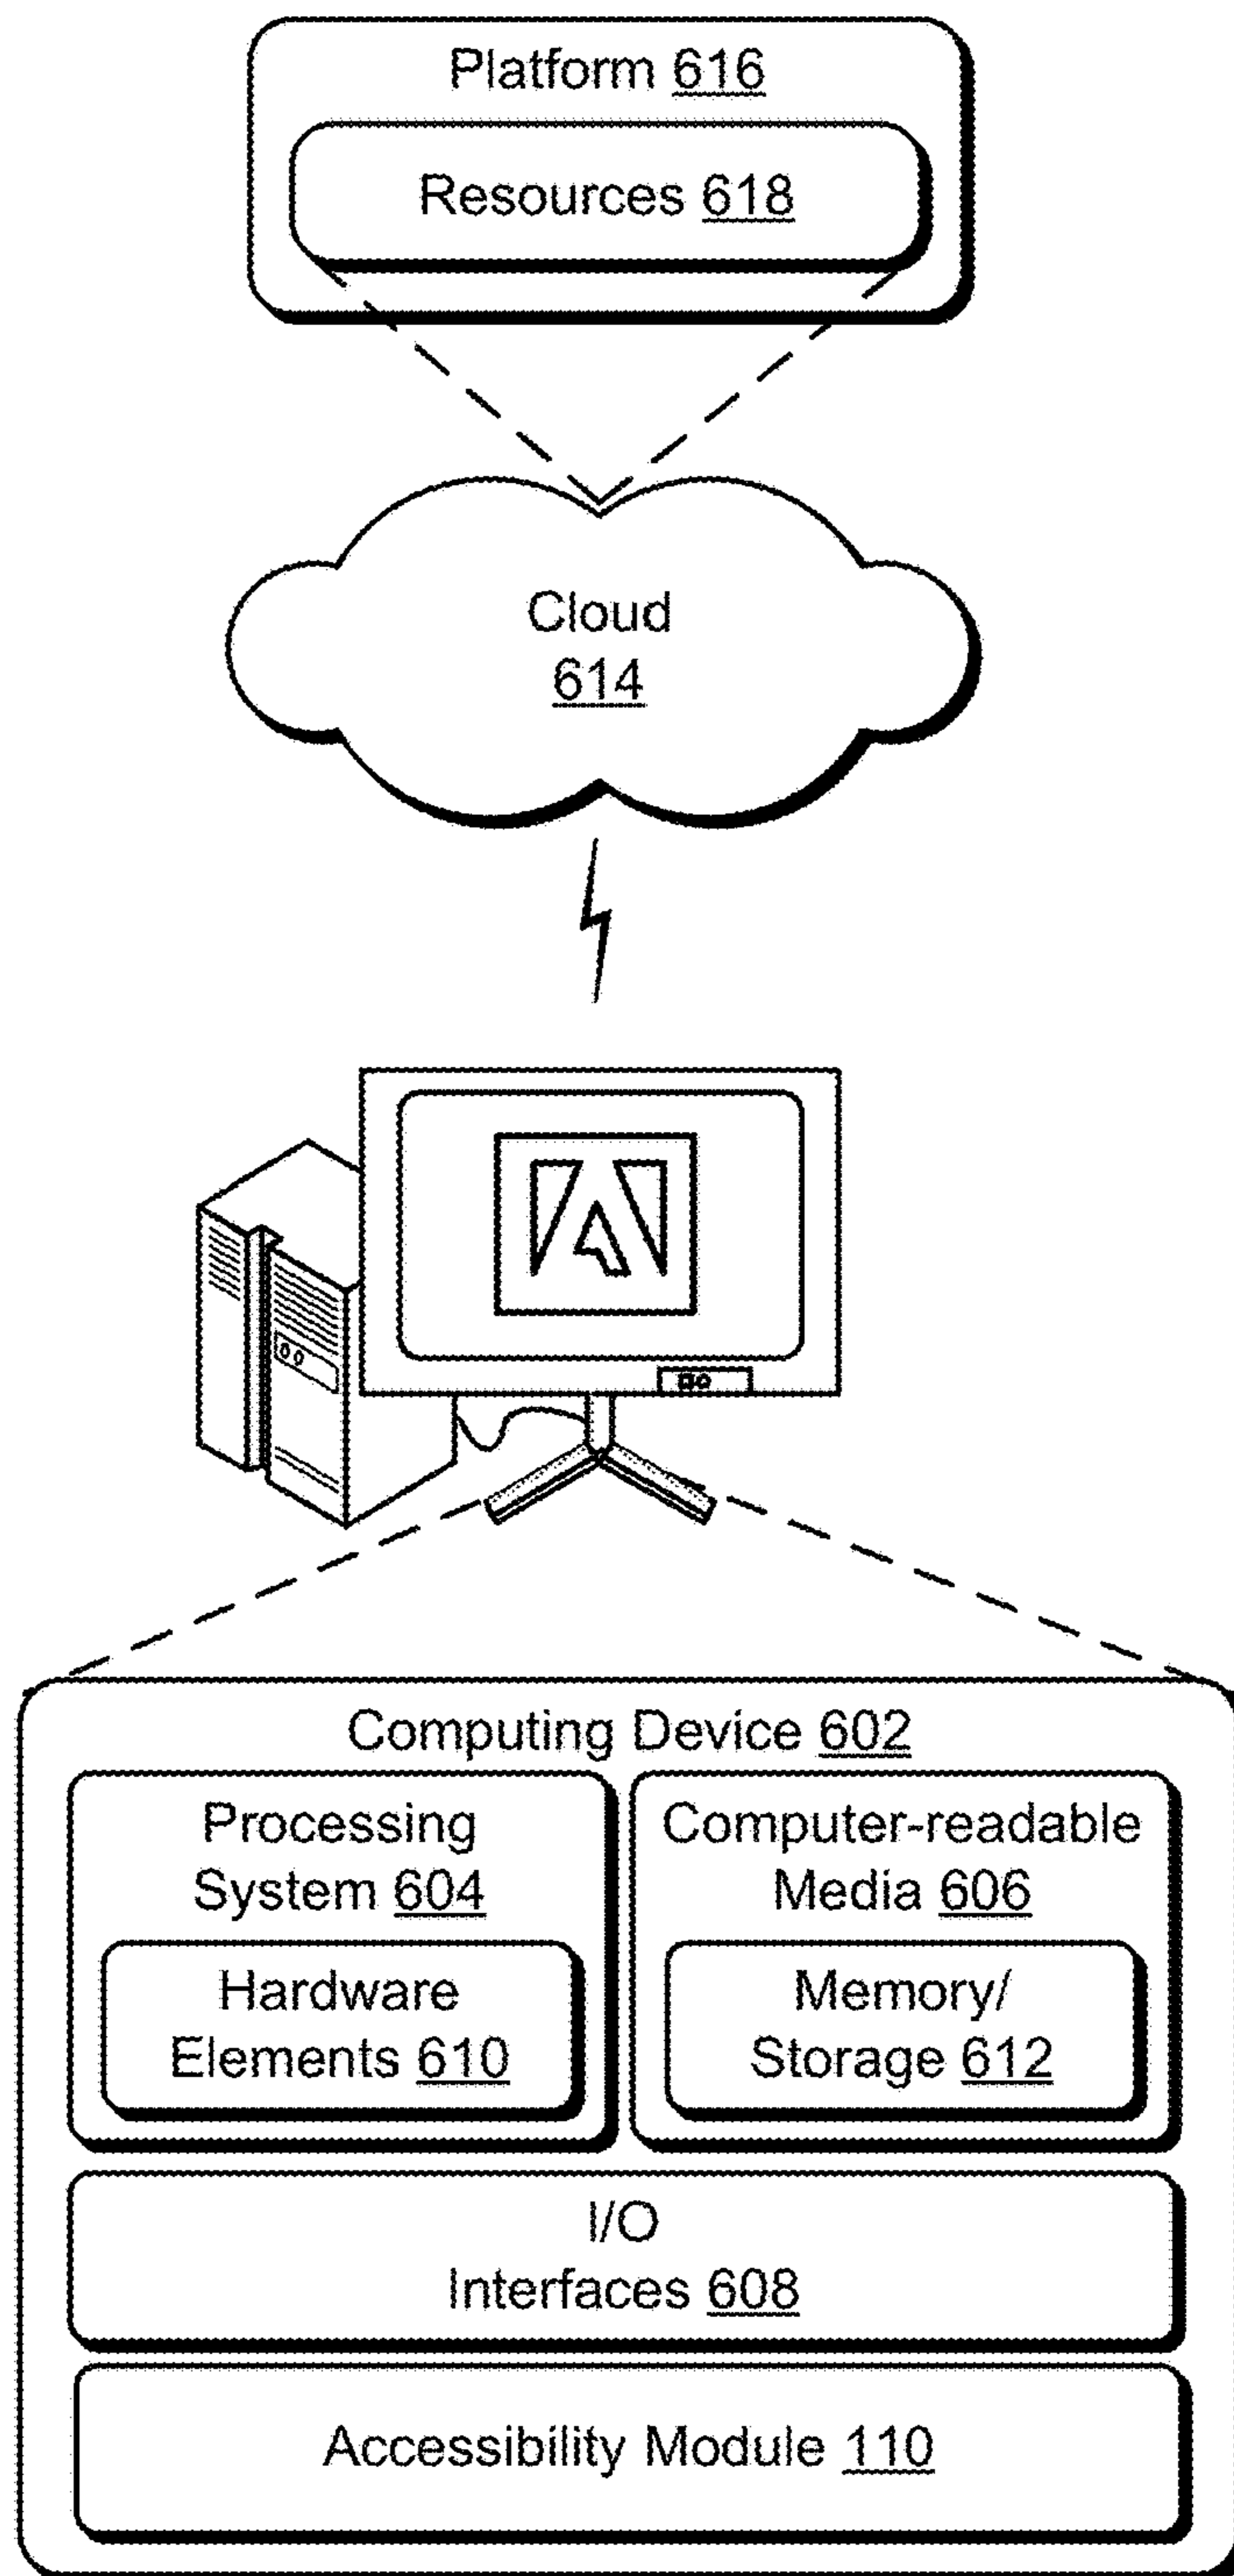 Platform 616
Resources 618
Cloud
614
Computing Device 602
Processing
System 604
Hardware
Elements 610
Computer-readable
Media 606
Memory/
Storage 612
I/O
Interfaces 608
Accessibility Module 110